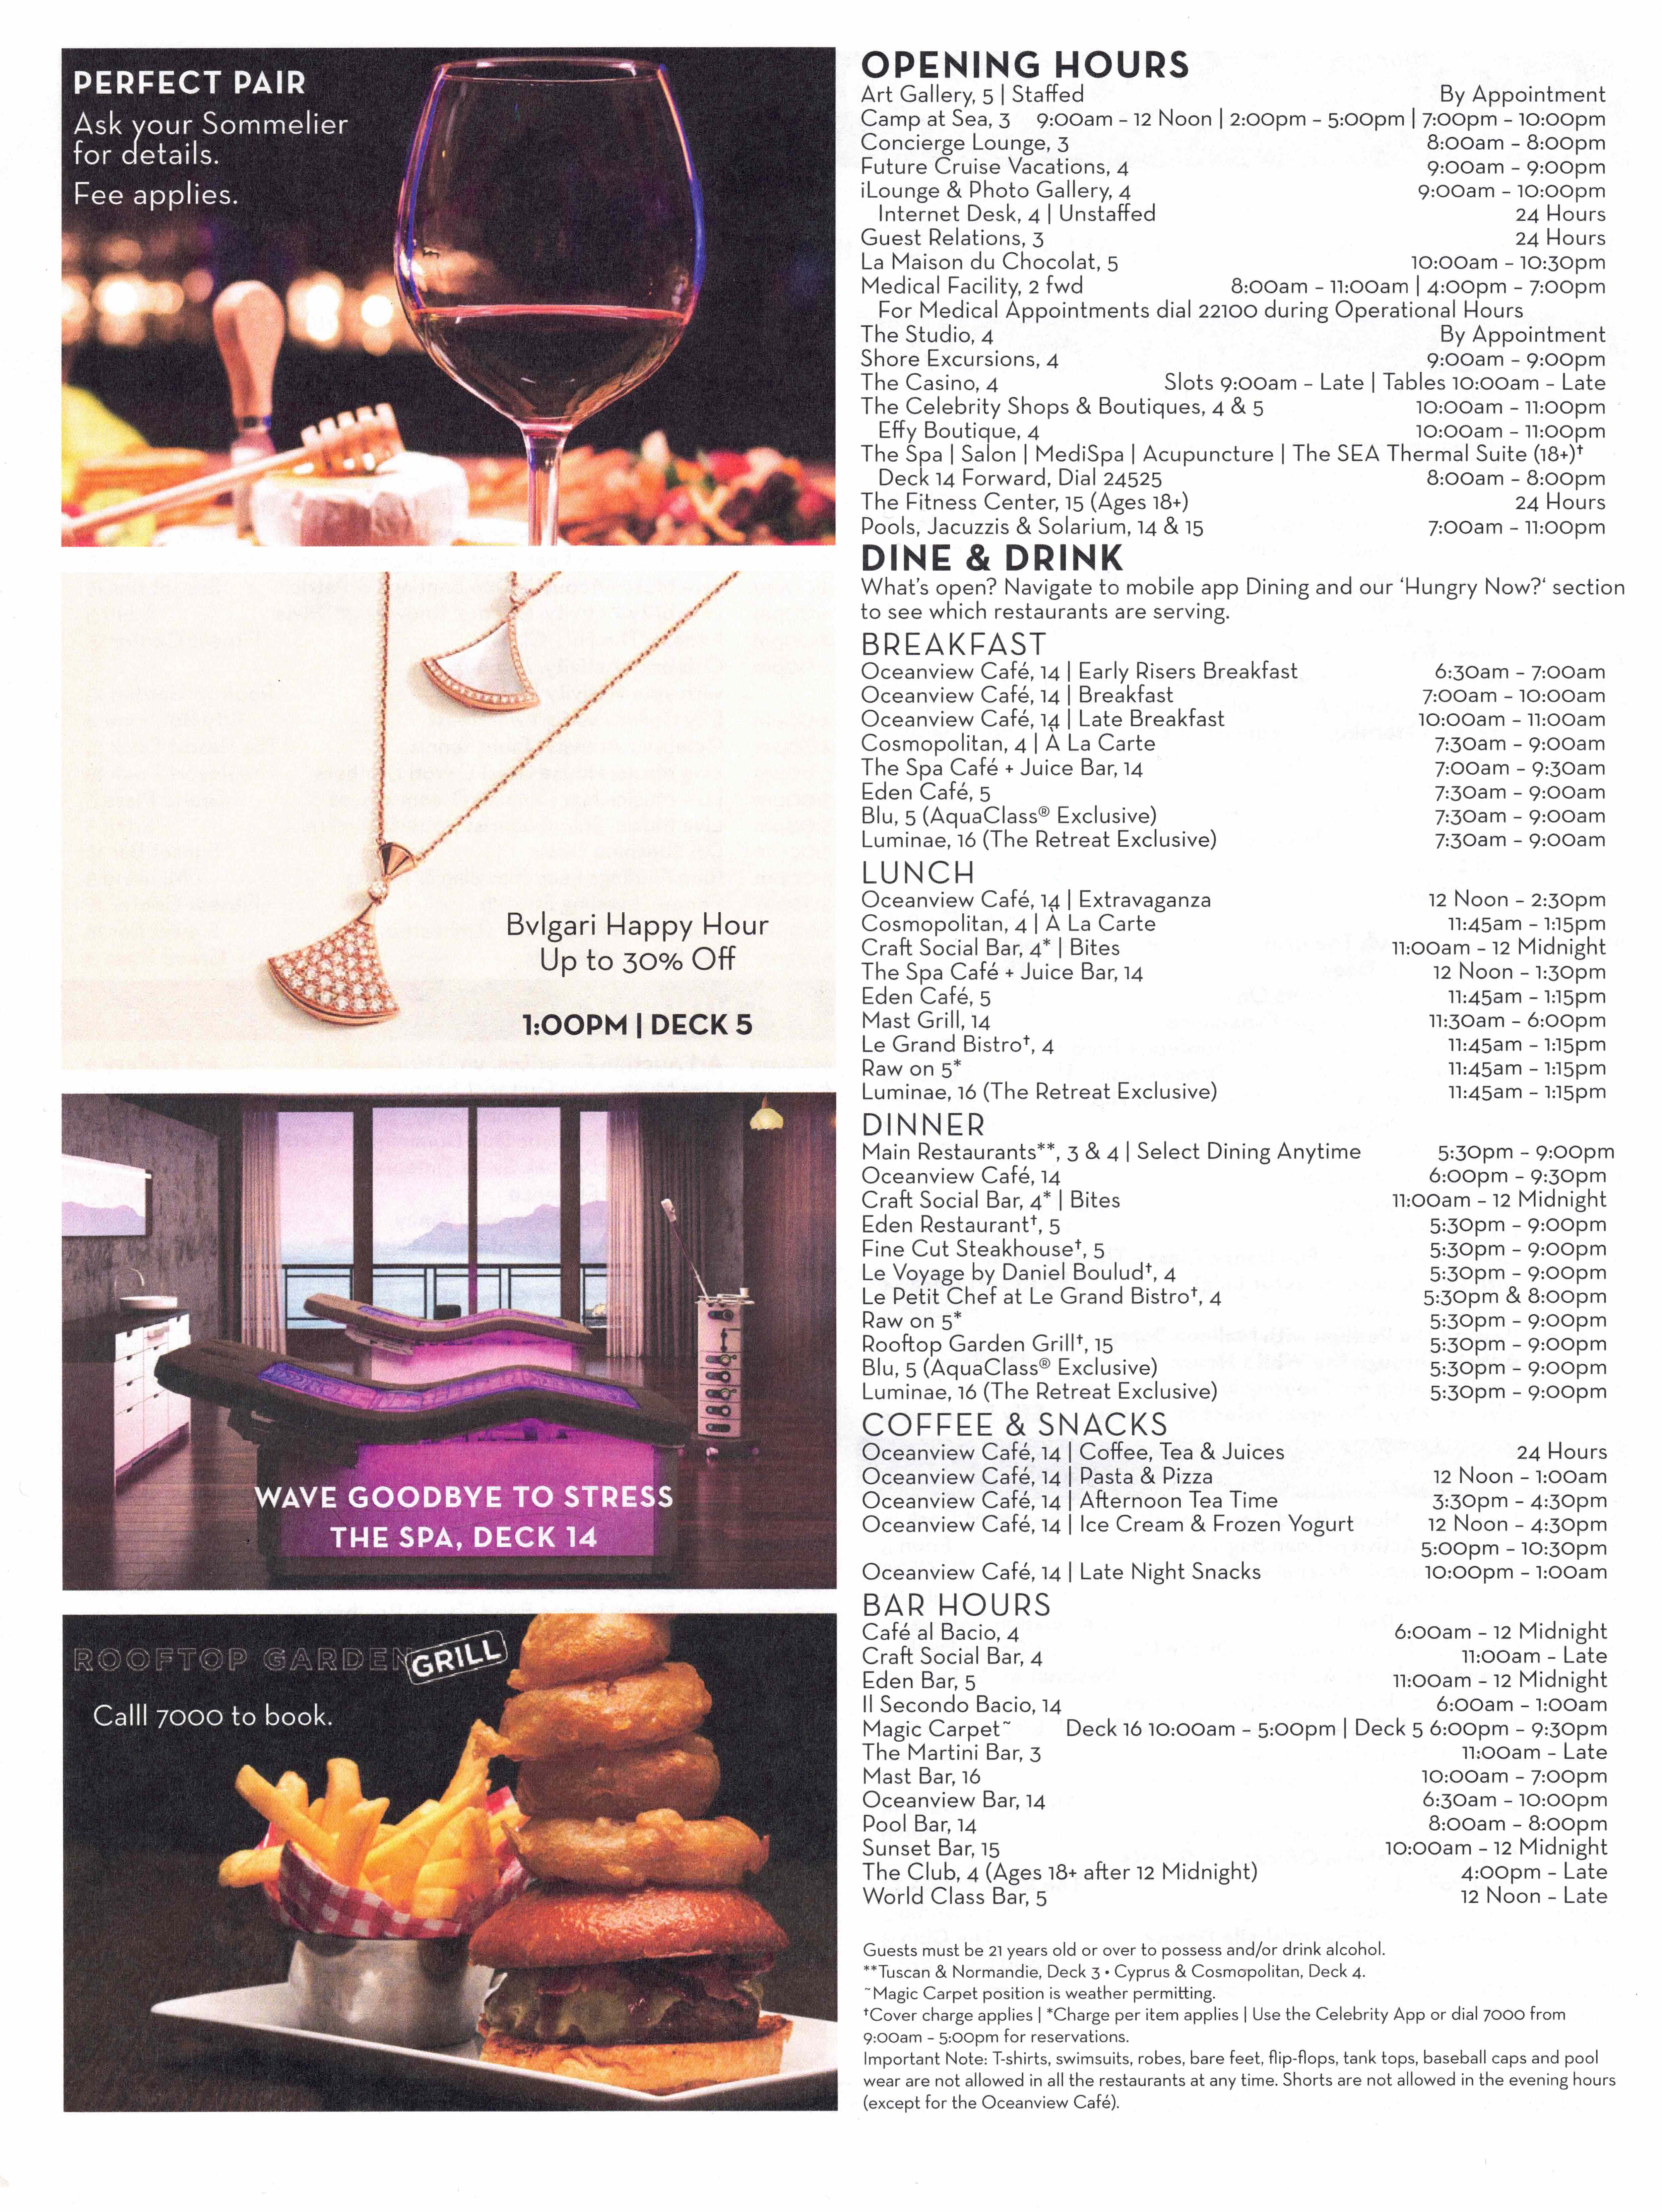 PERFECT PAIR
Ask your Sommelier
for details.
Fee applies.
Bvlgari Happy Hour
Up to 30% Off
1:00PM | DECK 5
WAVE GOODBYE TO STRESS
THE SPA, DECK 14
ROOFTOP GARDEN GRILL
Calll 7000 to book.
OPENING HOURS
Art Gallery, 5 | Staffed By Appointment
Camp at Sea, 3 9:00am – 12 Noon | 2:00pm – 5:00pm | 7:00pm – 10:00pm
Concierge Lounge, 3 8:00am – 8:00pm
Future Cruise Vacations, 4 9:00am – 9:00pm
iLounge & Photo Gallery, 4 9:00am – 10:00pm
Internet Desk, 4 | Unstaffed 24 Hours
Guest Relations, 3 24 Hours
La Maison du Chocolat, 5 10:00am – 10:30pm
Medical Facility, 2 fwd 8:00am – 11:00am | 4:00pm – 7:00pm
For Medical Appointments dial 22100 during Operational Hours
The Studio, 4 By Appointment
Shore Excursions, 4 9:00am – 9:00pm
The Casino, 4 Slots 9:00am – Late | Tables 10:00am – Late
The Celebrity Shops & Boutiques, 4 & 5 10:00am – 11:00pm
Effy Boutique, 4 10:00am – 11:00pm
The Spa | Salon | MediSpa | Acupuncture | The SEA Thermal Suite (18+)†
Deck 14 Forward, Dial 24525 8:00am – 8:00pm
The Fitness Center, 15 (Ages 18+) 24 Hours
Pools, Jacuzzis & Solarium, 14 & 15 7:00am – 11:00pm
DINE & DRINK
What's open? Navigate to mobile app Dining and our 'Hungry Now?' section
to see which restaurants are serving.
BREAKFAST
Oceanview Café, 14 | Early Risers Breakfast 6:30am – 7:00am
Oceanview Café, 14 | Breakfast 7:00am – 10:00am
Oceanview Café, 14 | Late Breakfast 10:00am – 11:00am
Cosmopolitan, 4 | À La Carte 7:30am – 9:00am
The Spa Café + Juice Bar, 14 7:00am – 9:30am
Eden Café, 5 7:30am – 9:00am
Blu, 5 (AquaClass® Exclusive) 7:30am – 9:00am
Luminae, 16 (The Retreat Exclusive) 7:30am – 9:00am
LUNCH
Oceanview Café, 14 | Extravaganza 12 Noon – 2:30pm
Cosmopolitan, 4 | À La Carte 11:45am – 1:15pm
Craft Social Bar, 4* | Bites 11:00am – 12 Midnight
The Spa Café + Juice Bar, 14 12 Noon – 1:30pm
Eden Café, 5 11:45am – 1:15pm
Mast Grill, 14 11:30am – 6:00pm
Le Grand Bistro†, 4 11:45am – 1:15pm
Raw on 5* 11:45am – 1:15pm
Luminae, 16 (The Retreat Exclusive) 11:45am – 1:15pm
DINNER
Main Restaurants**, 3 & 4 | Select Dining Anytime 5:30pm – 9:00pm
Oceanview Café, 14 6:00pm – 9:30pm
Craft Social Bar, 4* | Bites 11:00am – 12 Midnight
Eden Restaurant†, 5 5:30pm – 9:00pm
Fine Cut Steakhouse†, 5 5:30pm – 9:00pm
Le Voyage by Daniel Boulud†, 4 5:30pm – 9:00pm
Le Petit Chef at Le Grand Bistro†, 4 5:30pm & 8:00pm
Raw on 5* 5:30pm – 9:00pm
Rooftop Garden Grill†, 15 5:30pm – 9:00pm
Blu, 5 (AquaClass® Exclusive) 5:30pm – 9:00pm
Luminae, 16 (The Retreat Exclusive) 5:30pm – 9:00pm
COFFEE & SNACKS
Oceanview Café, 14 | Coffee, Tea & Juices 24 Hours
Oceanview Café, 14 | Pasta & Pizza 12 Noon – 1:00am
Oceanview Café, 14 | Afternoon Tea Time 3:30pm – 4:30pm
Oceanview Café, 14 | Ice Cream & Frozen Yogurt 12 Noon – 4:30pm
5:00pm – 10:30pm
Oceanview Café, 14 | Late Night Snacks 10:00pm – 1:00am
BAR HOURS
Café al Bacio, 4 6:00am – 12 Midnight
Craft Social Bar, 4 11:00am – Late
Eden Bar, 5 11:00am – 12 Midnight
Il Secondo Bacio, 14 6:00am – 1:00am
Magic Carpet~ Deck 16 10:00am – 5:00pm | Deck 5 6:00pm – 9:30pm
The Martini Bar, 3 11:00am – Late
Mast Bar, 16 10:00am – 7:00pm
Oceanview Bar, 14 6:30am – 10:00pm
Pool Bar, 14 8:00am – 8:00pm
Sunset Bar, 15 10:00am – 12 Midnight
The Club, 4 (Ages 18+ after 12 Midnight) 4:00pm – Late
World Class Bar, 5 12 Noon – Late
Guests must be 21 years old or over to possess and/or drink alcohol.
**Tuscan & Normandie, Deck 3 • Cyprus & Cosmopolitan, Deck 4.
~Magic Carpet position is weather permitting.
†Cover charge applies | *Charge per item applies | Use the Celebrity App or dial 7000 from
9:00am – 5:00pm for reservations.
Important Note: T-shirts, swimsuits, robes, bare feet, flip-flops, tank tops, baseball caps and pool
wear are not allowed in all the restaurants at any time. Shorts are not allowed in the evening hours
(except for the Oceanview Café).